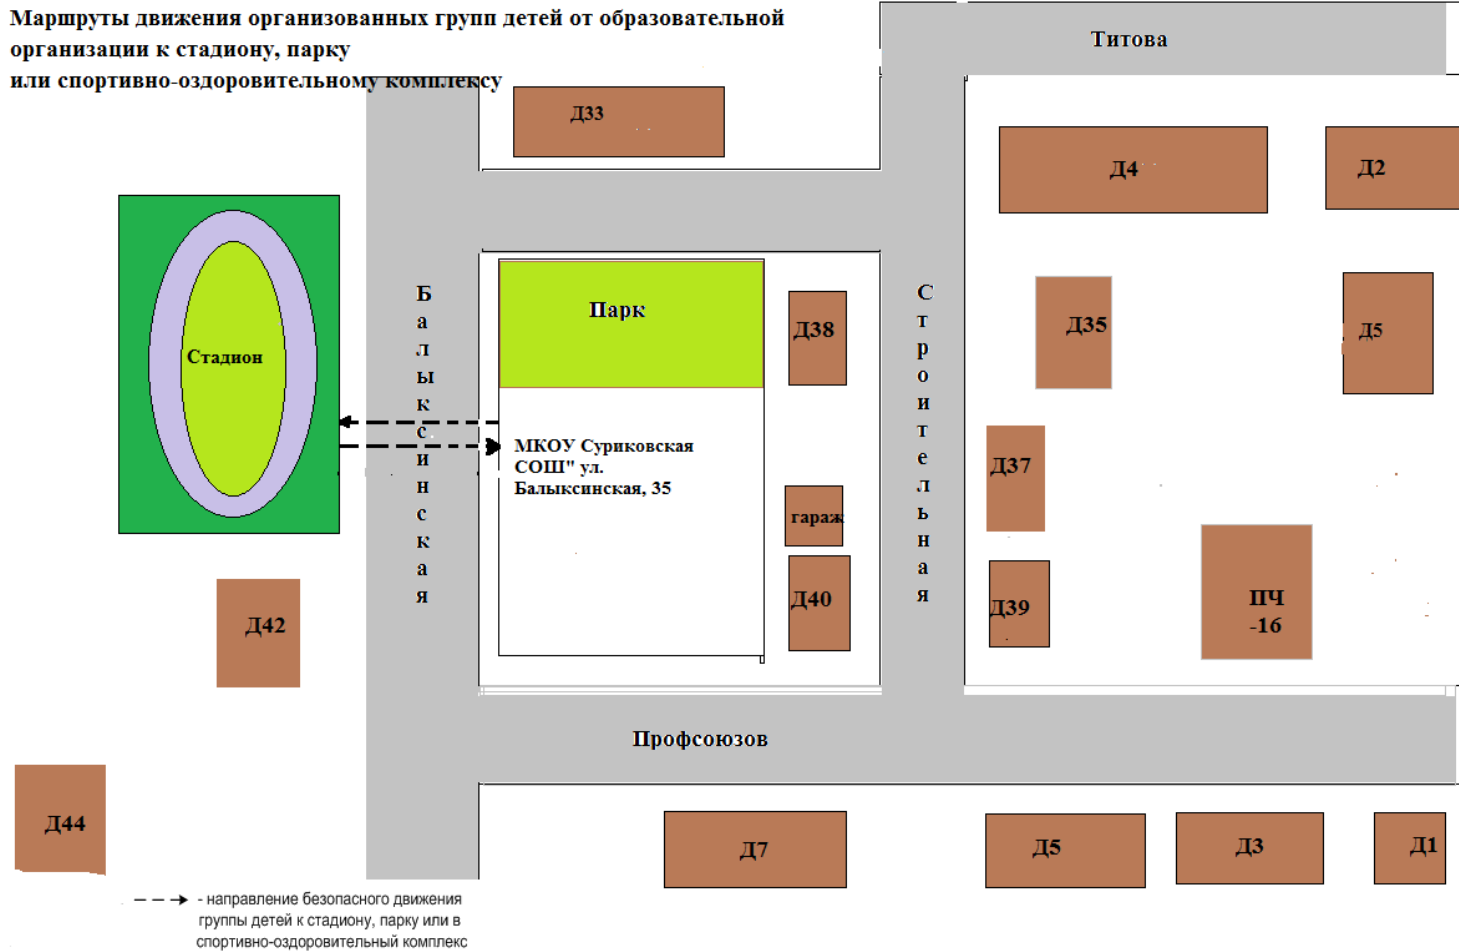 Маршруты движения организованных групп детей от образовательной
организации к стадиону, парку
или спортивно-оздоровительному комплексу
Титова
Д33
Д4
Д2
Балыксинская
Строительная
Парк
Д38
Д35
Д5
Стадион
МКОУ Суриковская
СОШ" ул.
Балыксинская, 35
Д37
гараж
Д40
Д39
ПЧ
-16
Д42
Профсоюзов
Д44
Д7
Д5
Д3
Д1
- направление безопасного движения
группы детей к стадиону, парку или в
спортивно-оздоровительный комплекс